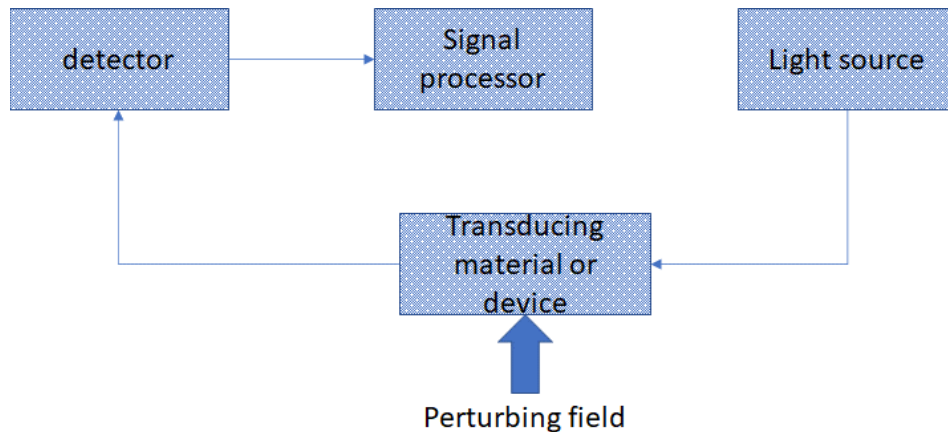 detector
Signal
processor
Light source
Transducing
material or
device
Perturbing field